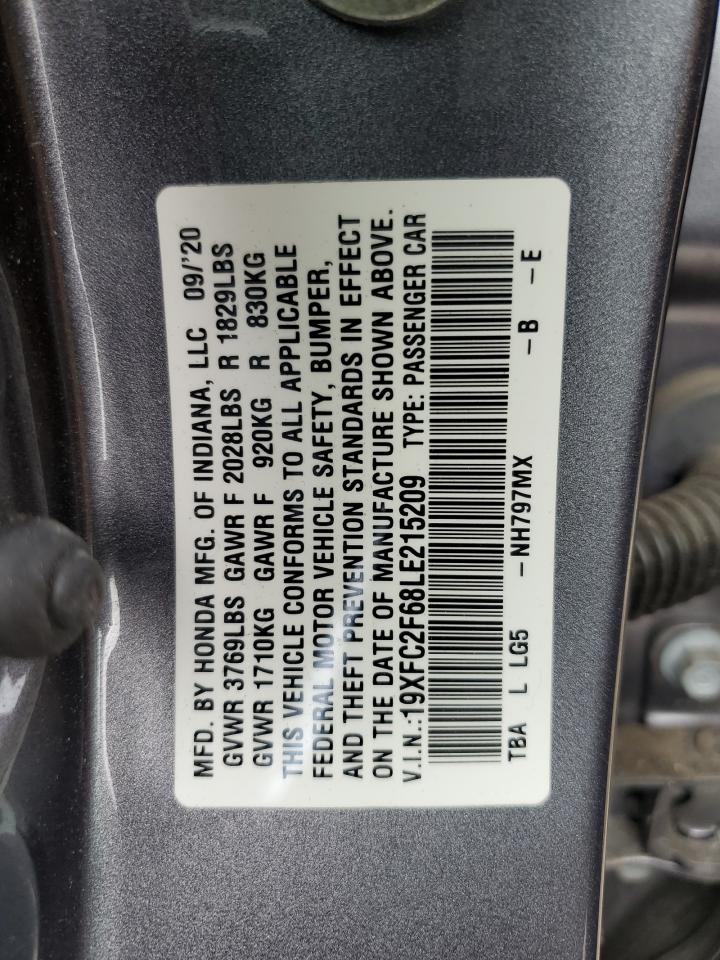 MFD. BY HONDA MFG. OF INDIANA, LLC 09/'20
GVWR 3769LBS GAWR F 2028LBS R 1829LBS
GVWR 1710KG GAWR F 920KG R 830KG
THIS VEHICLE CONFORMS TO ALL APPLICABLE
FEDERAL MOTOR VEHICLE SAFETY, BUMPER,
AND THEFT PREVENTION STANDARDS IN EFFECT
ON THE DATE OF MANUFACTURE SHOWN ABOVE.
V.I.N.:19XFC2F68LE215209 TYPE: PASSENGER CAR
TBA L LG5 -NH797MX -B -E